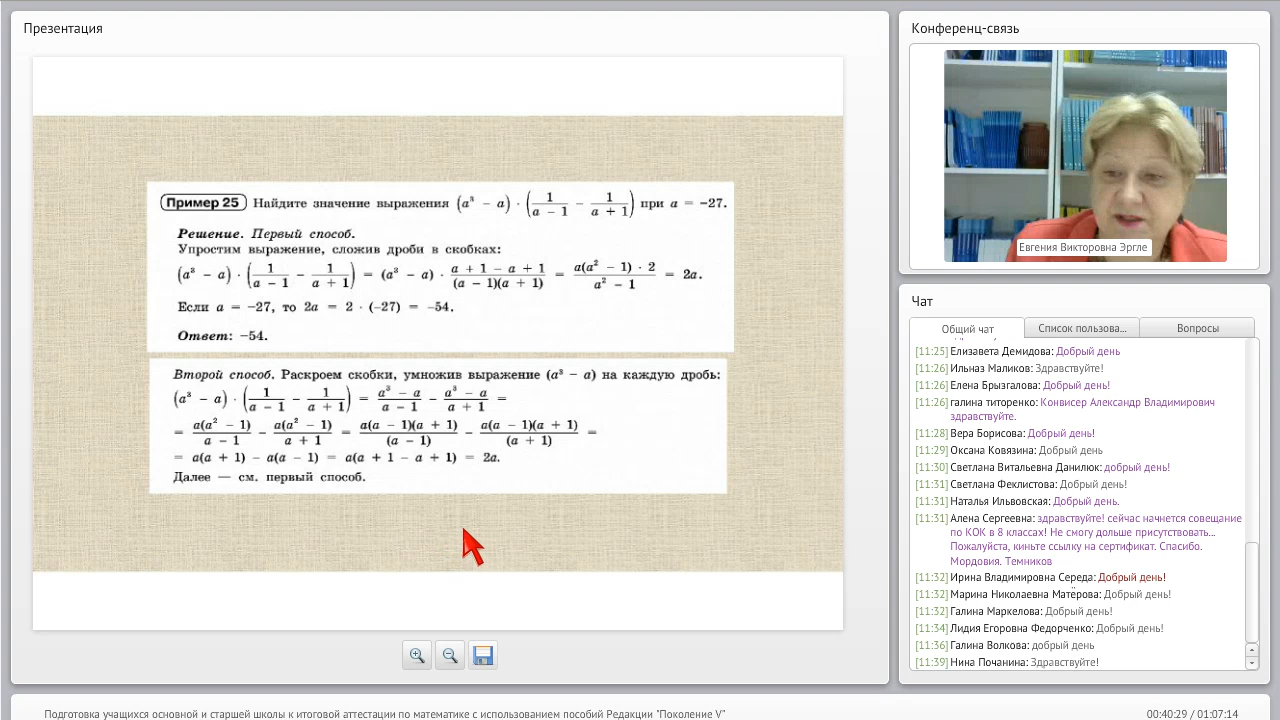 Презентация
Пример 25 Найдите значение выражения (a³ − a) · (1/(a − 1) − 1/(a + 1)) при a = −27.
Решение. Первый способ.
Упростим выражение, сложив дроби в скобках:
(a³ − a) · (1/(a − 1) − 1/(a + 1)) = (a³ − a) · (a + 1 − a + 1)/((a − 1)(a + 1)) = (a(a² − 1) · 2)/(a² − 1) = 2a.
Если a = −27, то 2a = 2 · (−27) = −54.
Ответ: −54.
Второй способ. Раскроем скобки, умножив выражение (a³ − a) на каждую дробь:
(a³ − a) · (1/(a − 1) − 1/(a + 1)) = (a³ − a)/(a − 1) − (a³ − a)/(a + 1) =
= a(a² − 1)/(a − 1) − a(a² − 1)/(a + 1) = a(a − 1)(a + 1)/(a − 1) − a(a − 1)(a + 1)/(a + 1) =
= a(a + 1) − a(a − 1) = a(a + 1 − a + 1) = 2a.
Далее — см. первый способ.
Конференц-связь
Евгения Викторовна Эргле
Чат
Общий чат
Список пользова...
Вопросы
[11:25] Елизавета Демидова: Добрый день
[11:26] Ильназ Маликов: Здравствуйте!
[11:26] Елена Брызгалова: Добрый день!
[11:26] галина титоренко: Конвисер Александр Владимирович
здравствуйте.
[11:28] Вера Борисова: Добрый день!
[11:29] Оксана Ковязина: Добрый день
[11:30] Светлана Витальевна Данилюк: добрый день!
[11:31] Светлана Феклистова: Добрый день!
[11:31] Наталья Ильвовская: Добрый день.
[11:31] Алена Сергеевна: здравствуйте! сейчас начнется совещание
по КОК в 8 классах! Не смогу дольше присутствовать...
Пожалуйста, киньте ссылку на сертификат. Спасибо.
Мордовия. Темников
[11:32] Ирина Владимировна Середа: Добрый день!
[11:32] Марина Николаевна Матёрова: Добрый день!
[11:32] Галина Маркелова: Добрый день!
[11:34] Лидия Егоровна Федорченко: Добрый день!
[11:36] Галина Волкова: добрый день
[11:39] Нина Почанина: Здравствуйте!
Подготовка учащихся основной и старшей школы к итоговой аттестации по математике с использованием пособий Редакции "Поколение V"
00:40:29 / 01:07:14